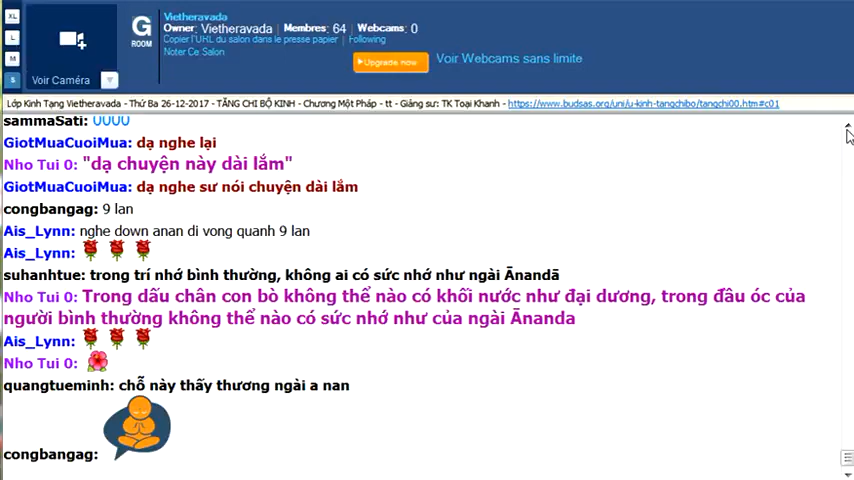 XL
L
M
S
Voir Caméra
G
ROOM
Vietheravada
Owner: Vietheravada Membres: 64 Webcams: 0
Copier l'URL du salon dans le presse papier | Following
Noter Ce Salon
Upgrade now
Voir Webcams sans limite
Lớp Kinh Tạng Vietheravada - Thứ Ba 26-12-2017 - TĂNG CHI BỘ KINH - Chương Một Pháp - tt - Giảng sư: TK Toại Khanh - https://www.budsas.org/uni/u-kinh-tangchibo/tangchi00.htm#c01
sammaSati: UUUU
GiotMuaCuoiMua: dạ nghe lại
Nho Tui 0: "dạ chuyện này dài lắm"
GiotMuaCuoiMua: dạ nghe sư nói chuyện dài lắm
congbangag: 9 lan
Ais_Lynn: nghe down anan di vong quanh 9 lan
Ais_Lynn:
suhanhtue: trong trí nhớ bình thường, không ai có sức nhớ như ngài Ānandā
Nho Tui 0: Trong dấu chân con bò không thể nào có khối nước như đại dương, trong đầu óc của
người bình thường không thể nào có sức nhớ như của ngài Ānanda
Ais_Lynn:
Nho Tui 0:
quangtueminh: chỗ này thấy thương ngài a nan
congbangag: